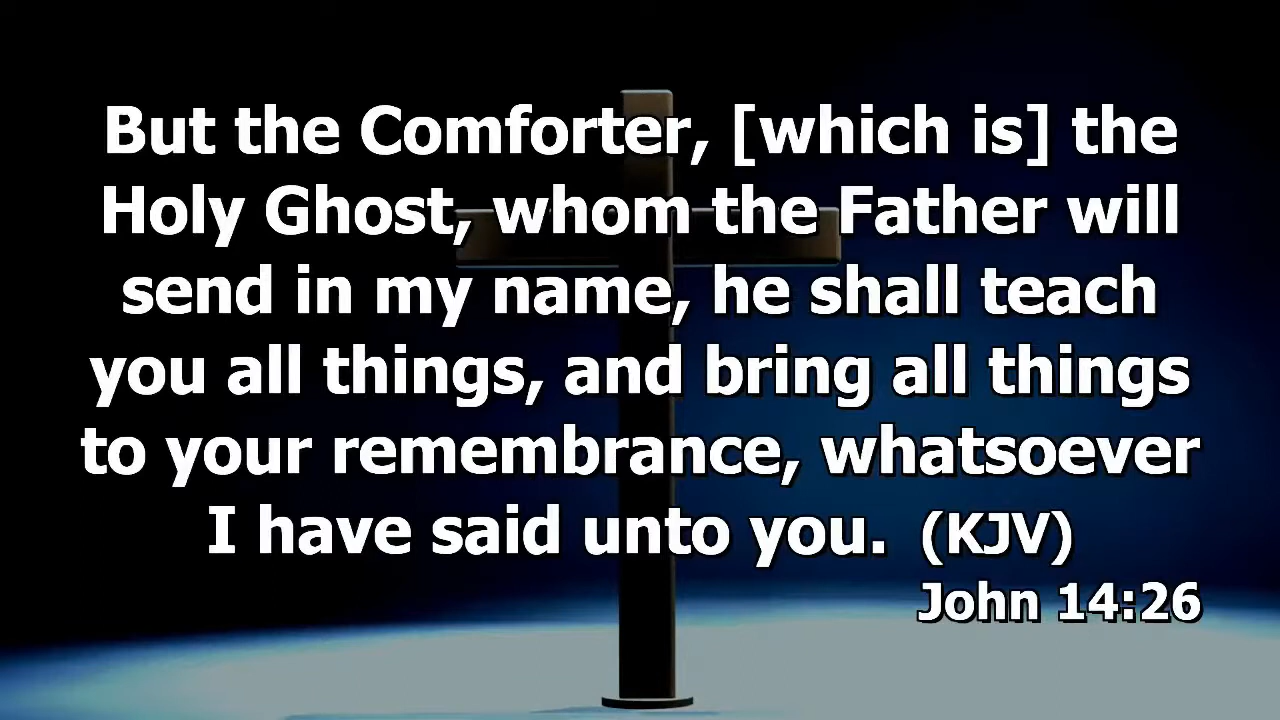 But the Comforter, [which is] the
Holy Ghost, whom the Father will
send in my name, he shall teach
you all things, and bring all things
to your remembrance, whatsoever
I have said unto you. (KJV)
John 14:26